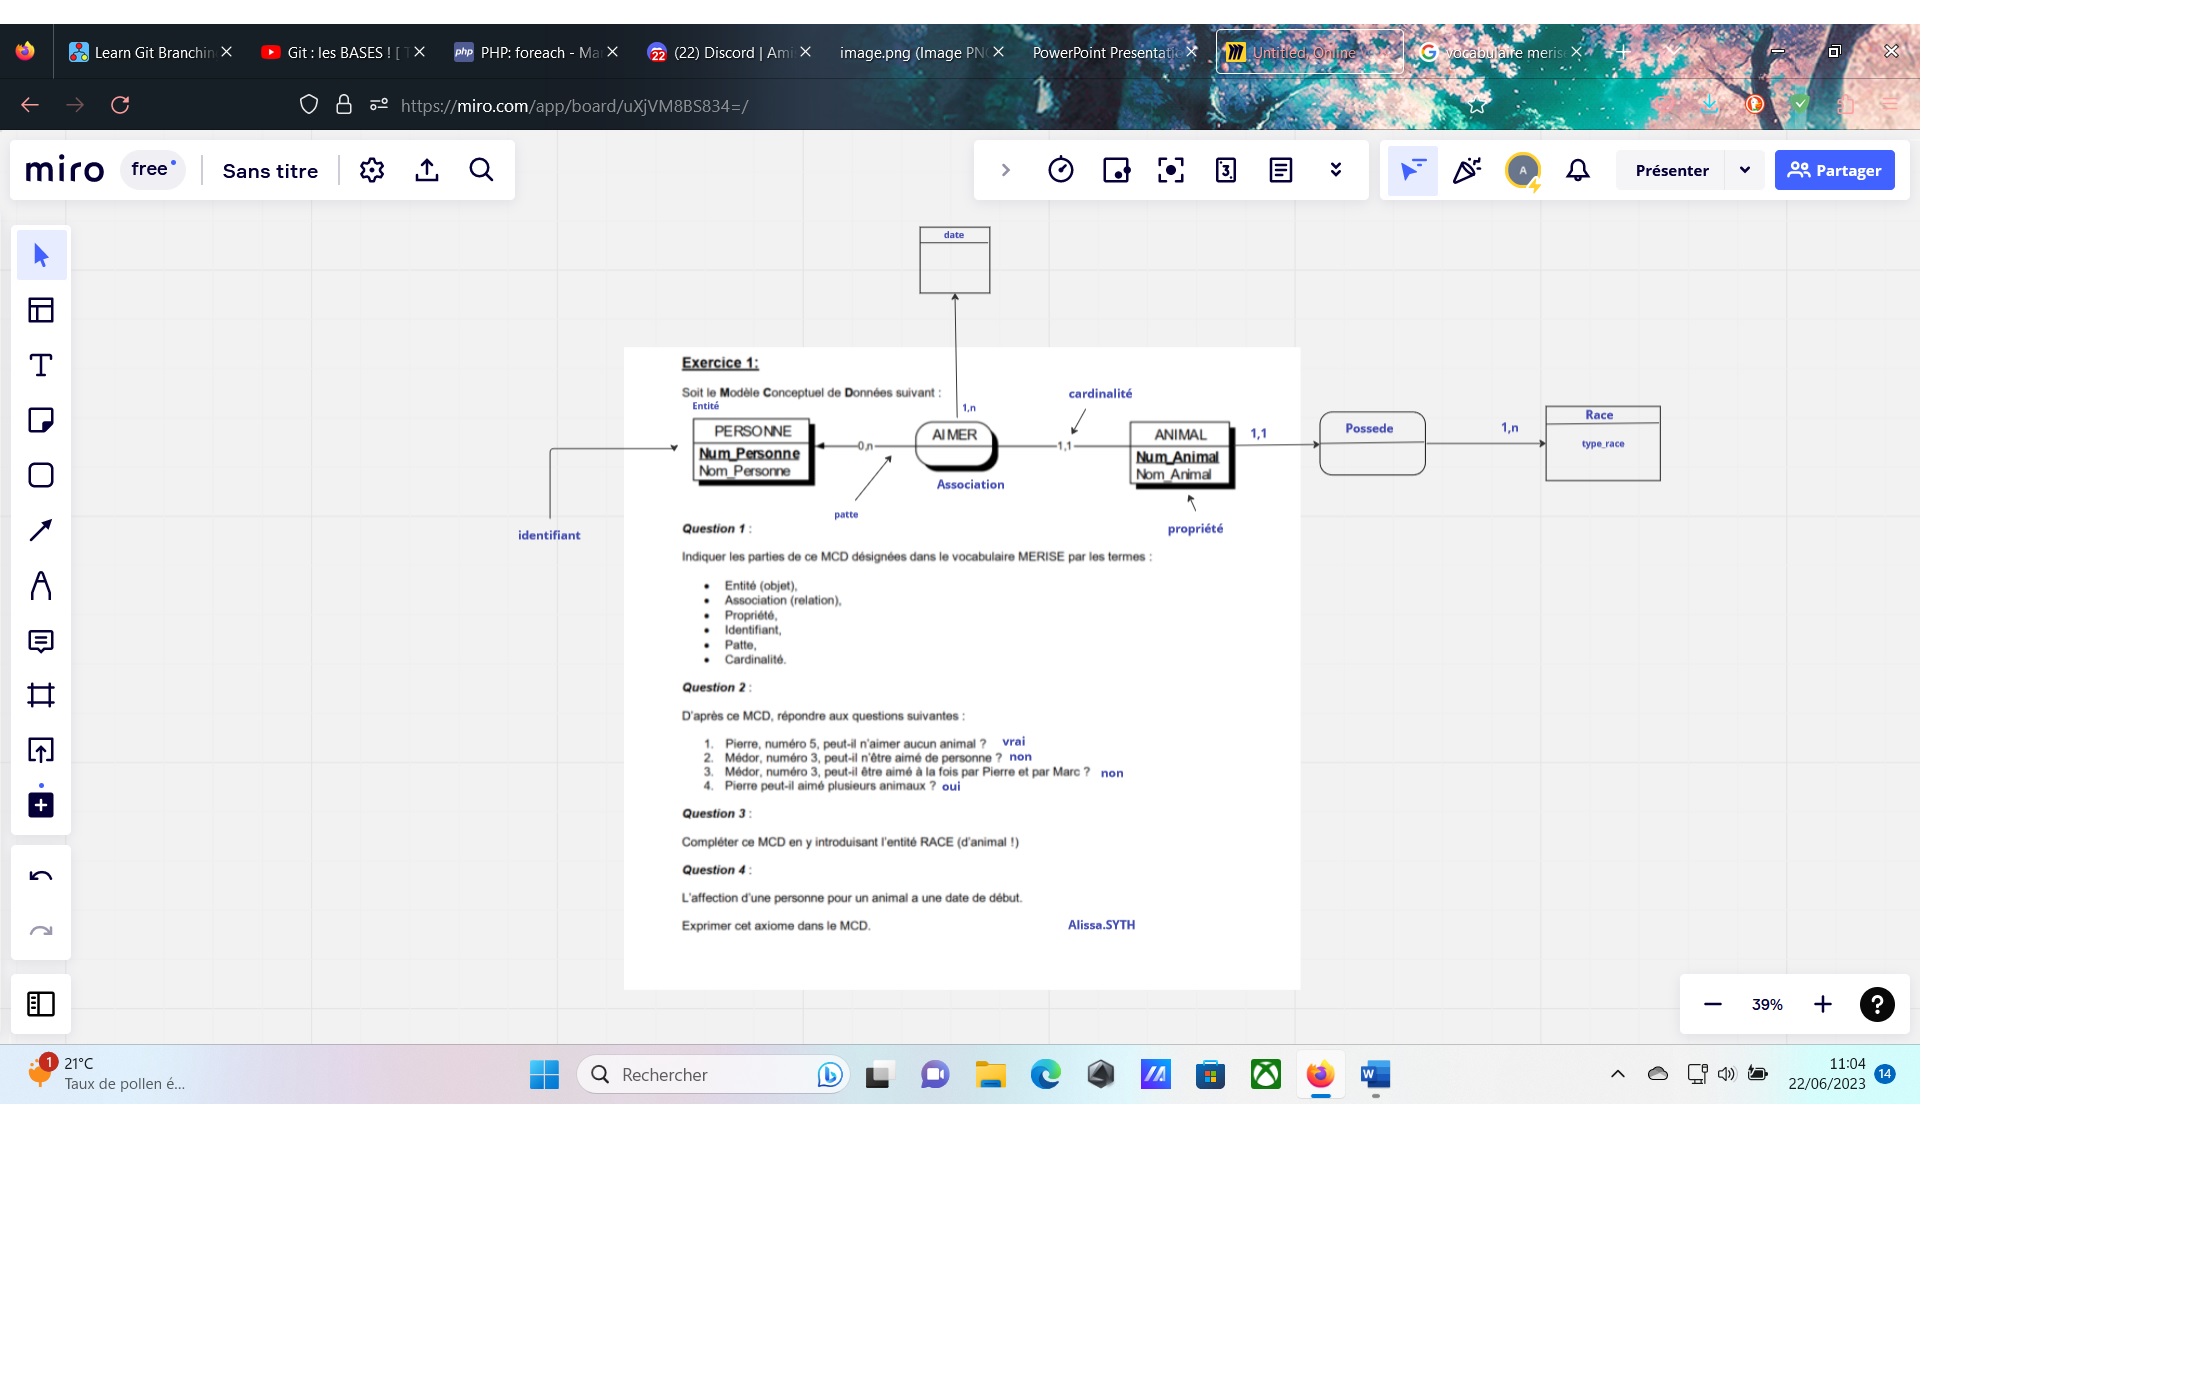 Learn Git Branchin
Git : les BASES ! [ T
php PHP: foreach - Ma
22 (22) Discord | Ami
image.png (Image PN
PowerPoint Presentati
Untitled, Online
vocabulaire meris
https://miro.com/app/board/uXjVM8BS834=/
miro free Sans titre
3 A Présenter Partager
date
Exercice 1:
Soit le Modèle Conceptuel de Données suivant :
cardinalité
Entité
1,n
PERSONNE
Num_Personne
Nom_Personne
0,n
AIMER
1,1
ANIMAL
Num_Animal
Nom_Animal
1,1
Possede
1,n
Race
type_race
Association
patte
propriété
identifiant
Question 1 :
Indiquer les parties de ce MCD désignées dans le vocabulaire MERISE par les termes :
• Entité (objet),
• Association (relation),
• Propriété,
• Identifiant,
• Patte,
• Cardinalité.
Question 2 :
D'après ce MCD, répondre aux questions suivantes :
1. Pierre, numéro 5, peut-il n'aimer aucun animal ? vrai
2. Médor, numéro 3, peut-il n'être aimé de personne ? non
3. Médor, numéro 3, peut-il être aimé à la fois par Pierre et par Marc ? non
4. Pierre peut-il aimé plusieurs animaux ? oui
Question 3 :
Compléter ce MCD en y introduisant l'entité RACE (d'animal !)
Question 4 :
L'affection d'une personne pour un animal a une date de début.
Exprimer cet axiome dans le MCD.
Alissa.SYTH
39% ?
1 21°C
Taux de pollen é...
Rechercher
11:04
22/06/2023 14